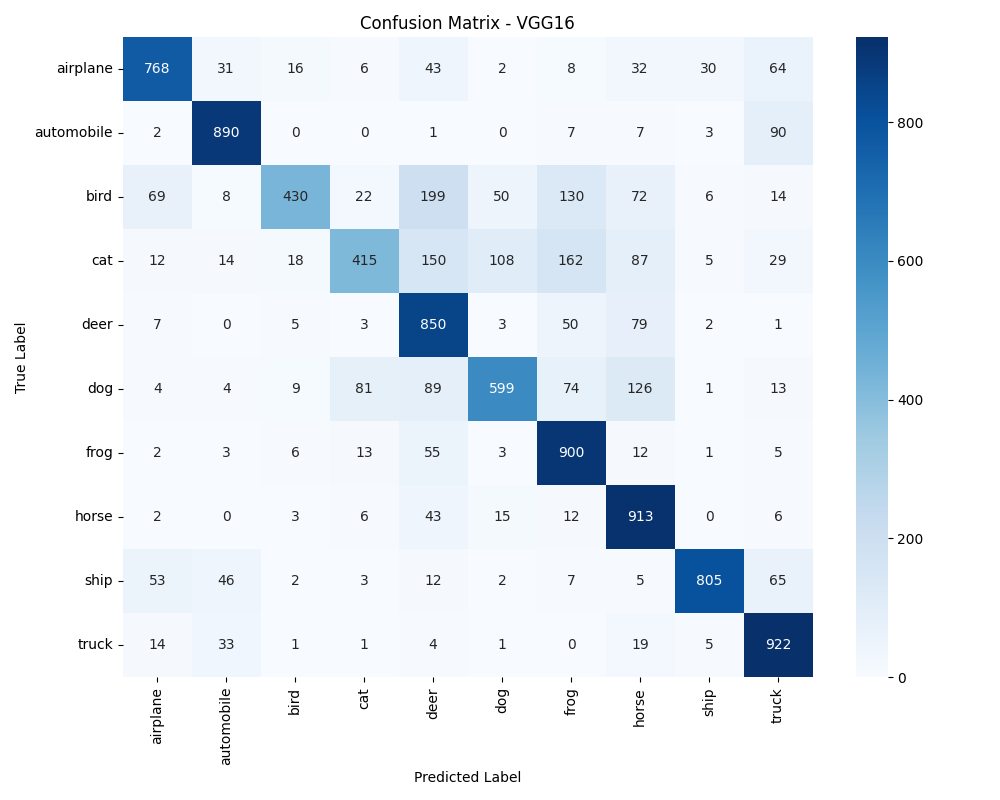 Confusion Matrix - VGG16
airplane 768 31 16 6 43 2 8 32 30 64
automobile 2 890 0 0 1 0 7 7 3 90
bird 69 8 430 22 199 50 130 72 6 14
cat 12 14 18 415 150 108 162 87 5 29
deer 7 0 5 3 850 3 50 79 2 1
dog 4 4 9 81 89 599 74 126 1 13
frog 2 3 6 13 55 3 900 12 1 5
horse 2 0 3 6 43 15 12 913 0 6
ship 53 46 2 3 12 2 7 5 805 65
truck 14 33 1 1 4 1 0 19 5 922
airplane automobile bird cat deer dog frog horse ship truck
Predicted Label
True Label
800
600
400
200
0